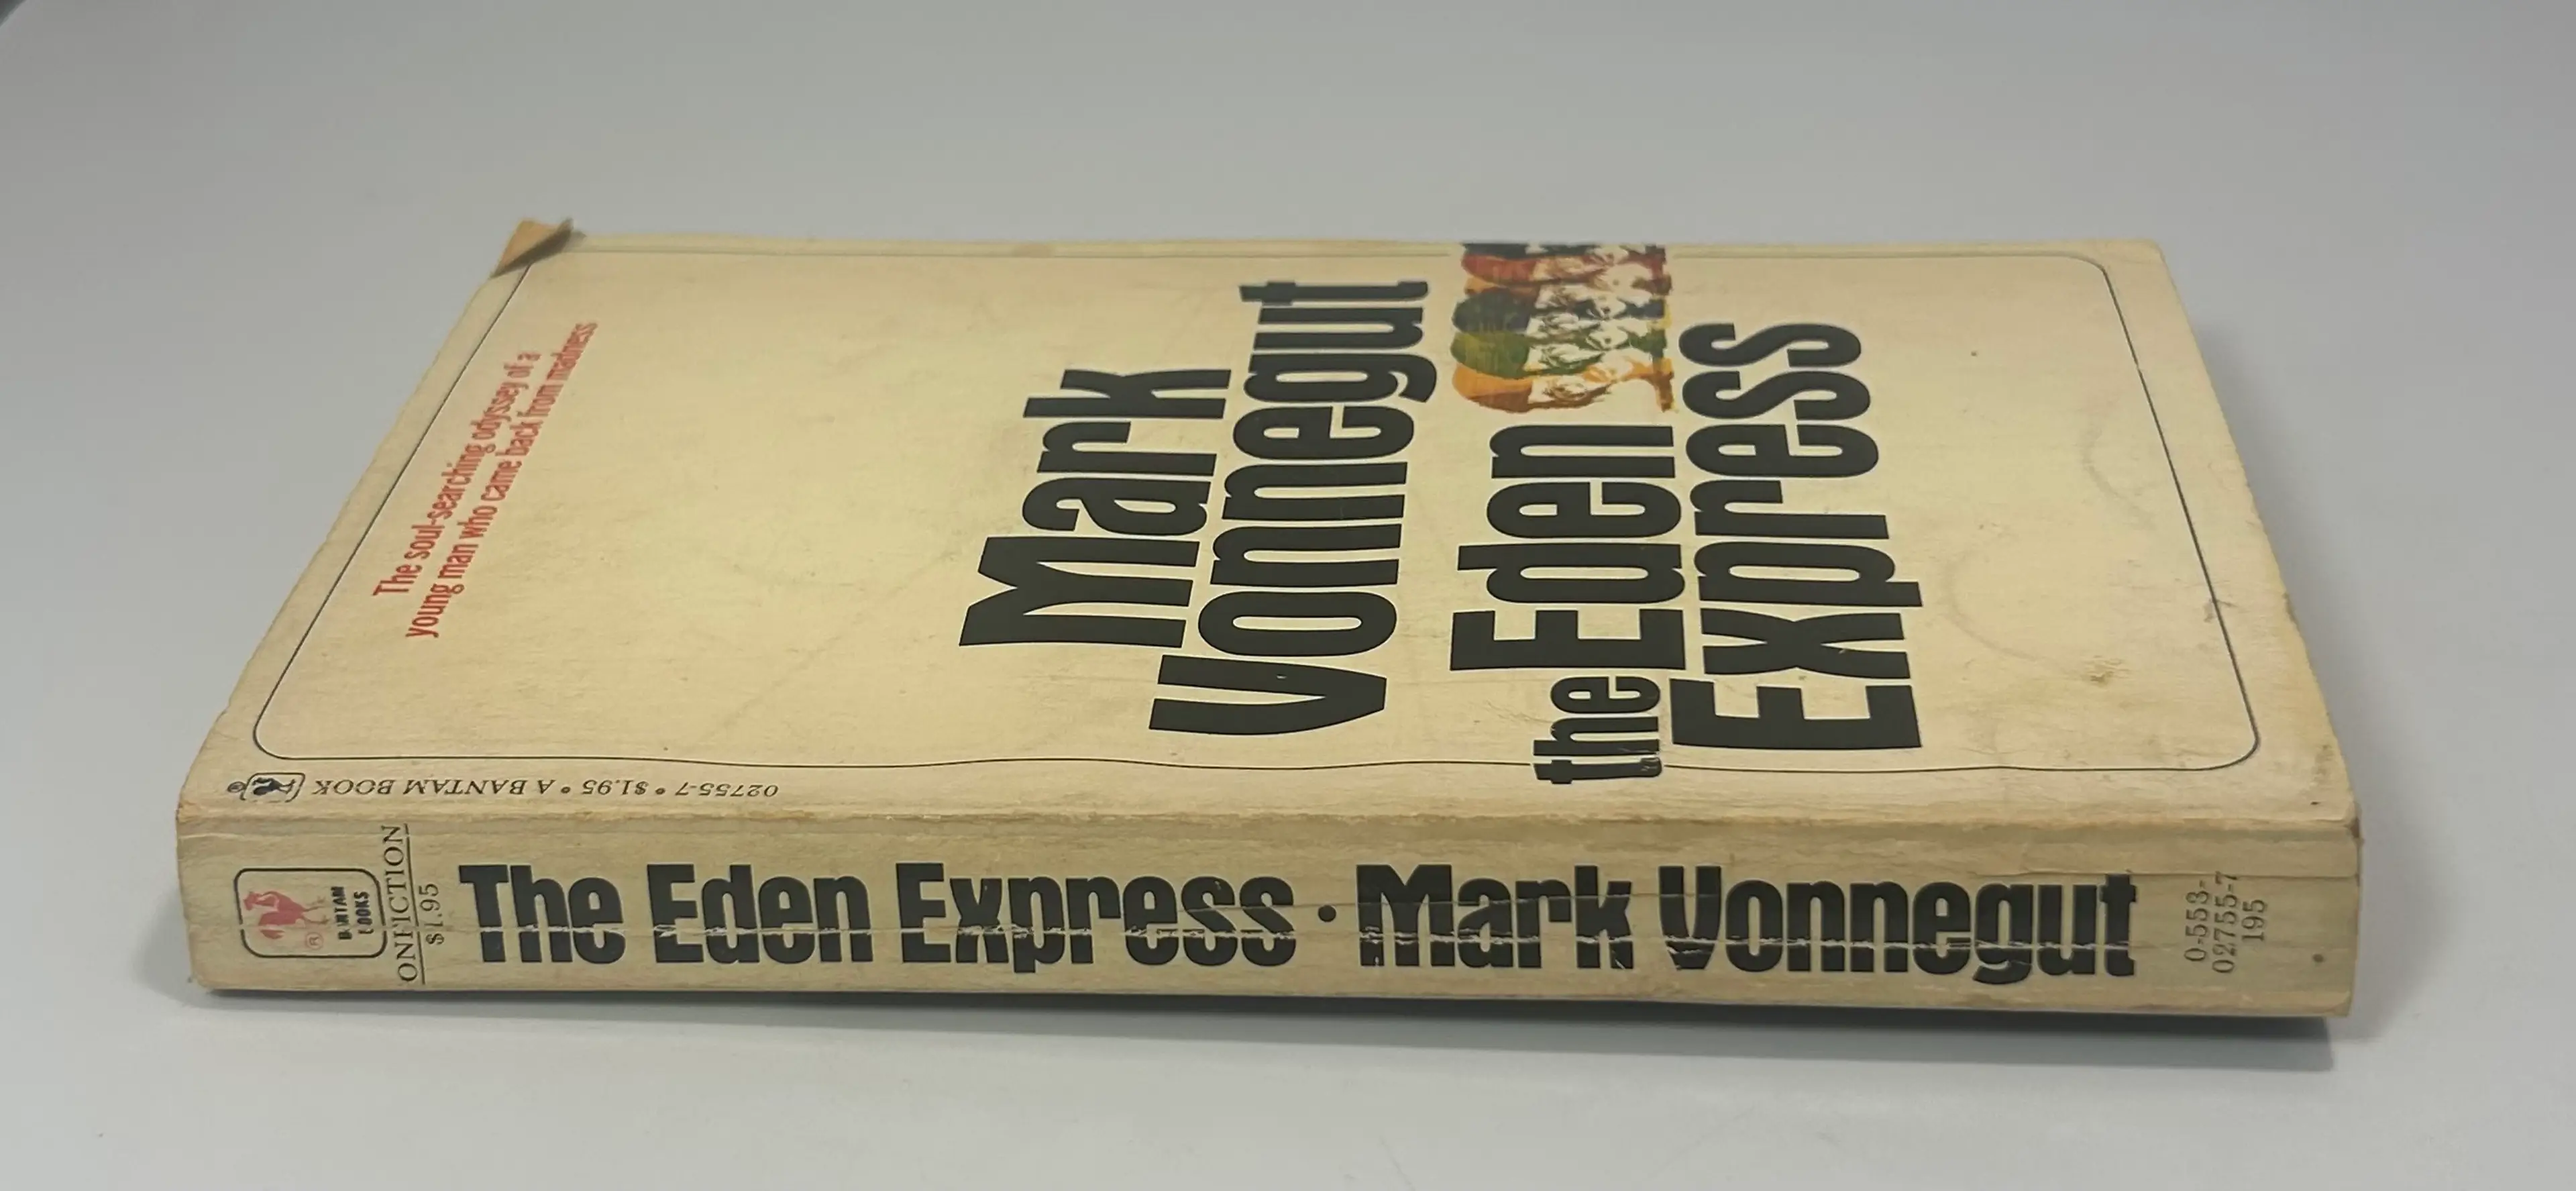 The soul-searching odyssey of a
young man who came back from madness
Mark
Vonnegut
the Eden
Express
02755-7 • $1.95 • A BANTAM BOOK
®
BANTAM
BOOKS
®
ONFICTION
$1.95
The Eden Express · Mark Vonnegut
0-553-
02755-7
195